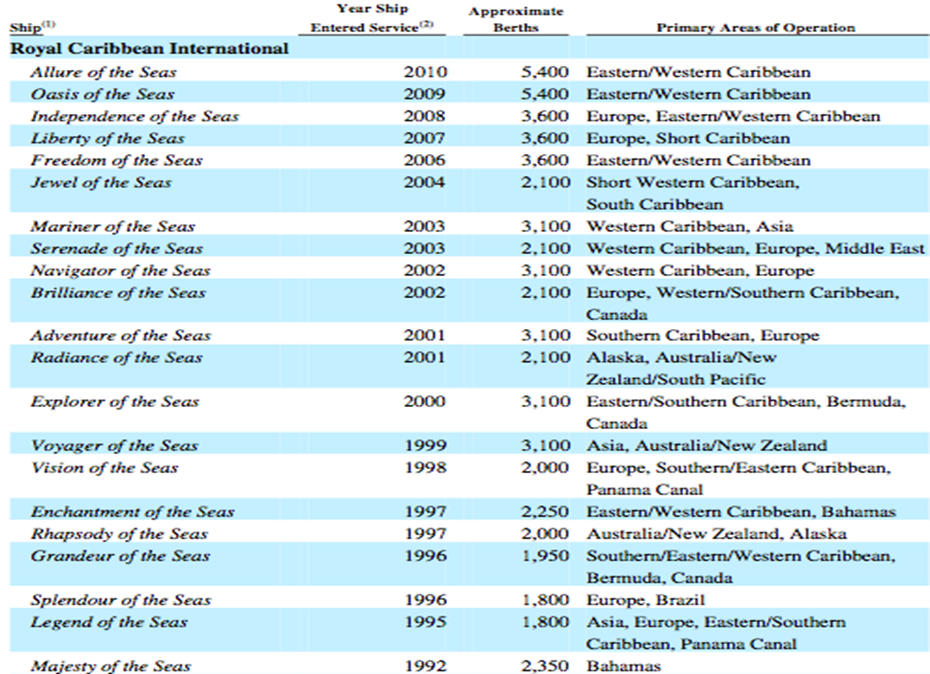 Year Ship Approximate
Ship(1) Entered Service(2) Berths Primary Areas of Operation
Royal Caribbean International
Allure of the Seas 2010 5,400 Eastern/Western Caribbean
Oasis of the Seas 2009 5,400 Eastern/Western Caribbean
Independence of the Seas 2008 3,600 Europe, Eastern/Western Caribbean
Liberty of the Seas 2007 3,600 Europe, Short Caribbean
Freedom of the Seas 2006 3,600 Eastern/Western Caribbean
Jewel of the Seas 2004 2,100 Short Western Caribbean,
South Caribbean
Mariner of the Seas 2003 3,100 Western Caribbean, Asia
Serenade of the Seas 2003 2,100 Western Caribbean, Europe, Middle East
Navigator of the Seas 2002 3,100 Western Caribbean, Europe
Brilliance of the Seas 2002 2,100 Europe, Western/Southern Caribbean,
Canada
Adventure of the Seas 2001 3,100 Southern Caribbean, Europe
Radiance of the Seas 2001 2,100 Alaska, Australia/New
Zealand/South Pacific
Explorer of the Seas 2000 3,100 Eastern/Southern Caribbean, Bermuda,
Canada
Voyager of the Seas 1999 3,100 Asia, Australia/New Zealand
Vision of the Seas 1998 2,000 Europe, Southern/Eastern Caribbean,
Panama Canal
Enchantment of the Seas 1997 2,250 Eastern/Western Caribbean, Bahamas
Rhapsody of the Seas 1997 2,000 Australia/New Zealand, Alaska
Grandeur of the Seas 1996 1,950 Southern/Eastern/Western Caribbean,
Bermuda, Canada
Splendour of the Seas 1996 1,800 Europe, Brazil
Legend of the Seas 1995 1,800 Asia, Europe, Eastern/Southern
Caribbean, Panama Canal
Majesty of the Seas 1992 2,350 Bahamas